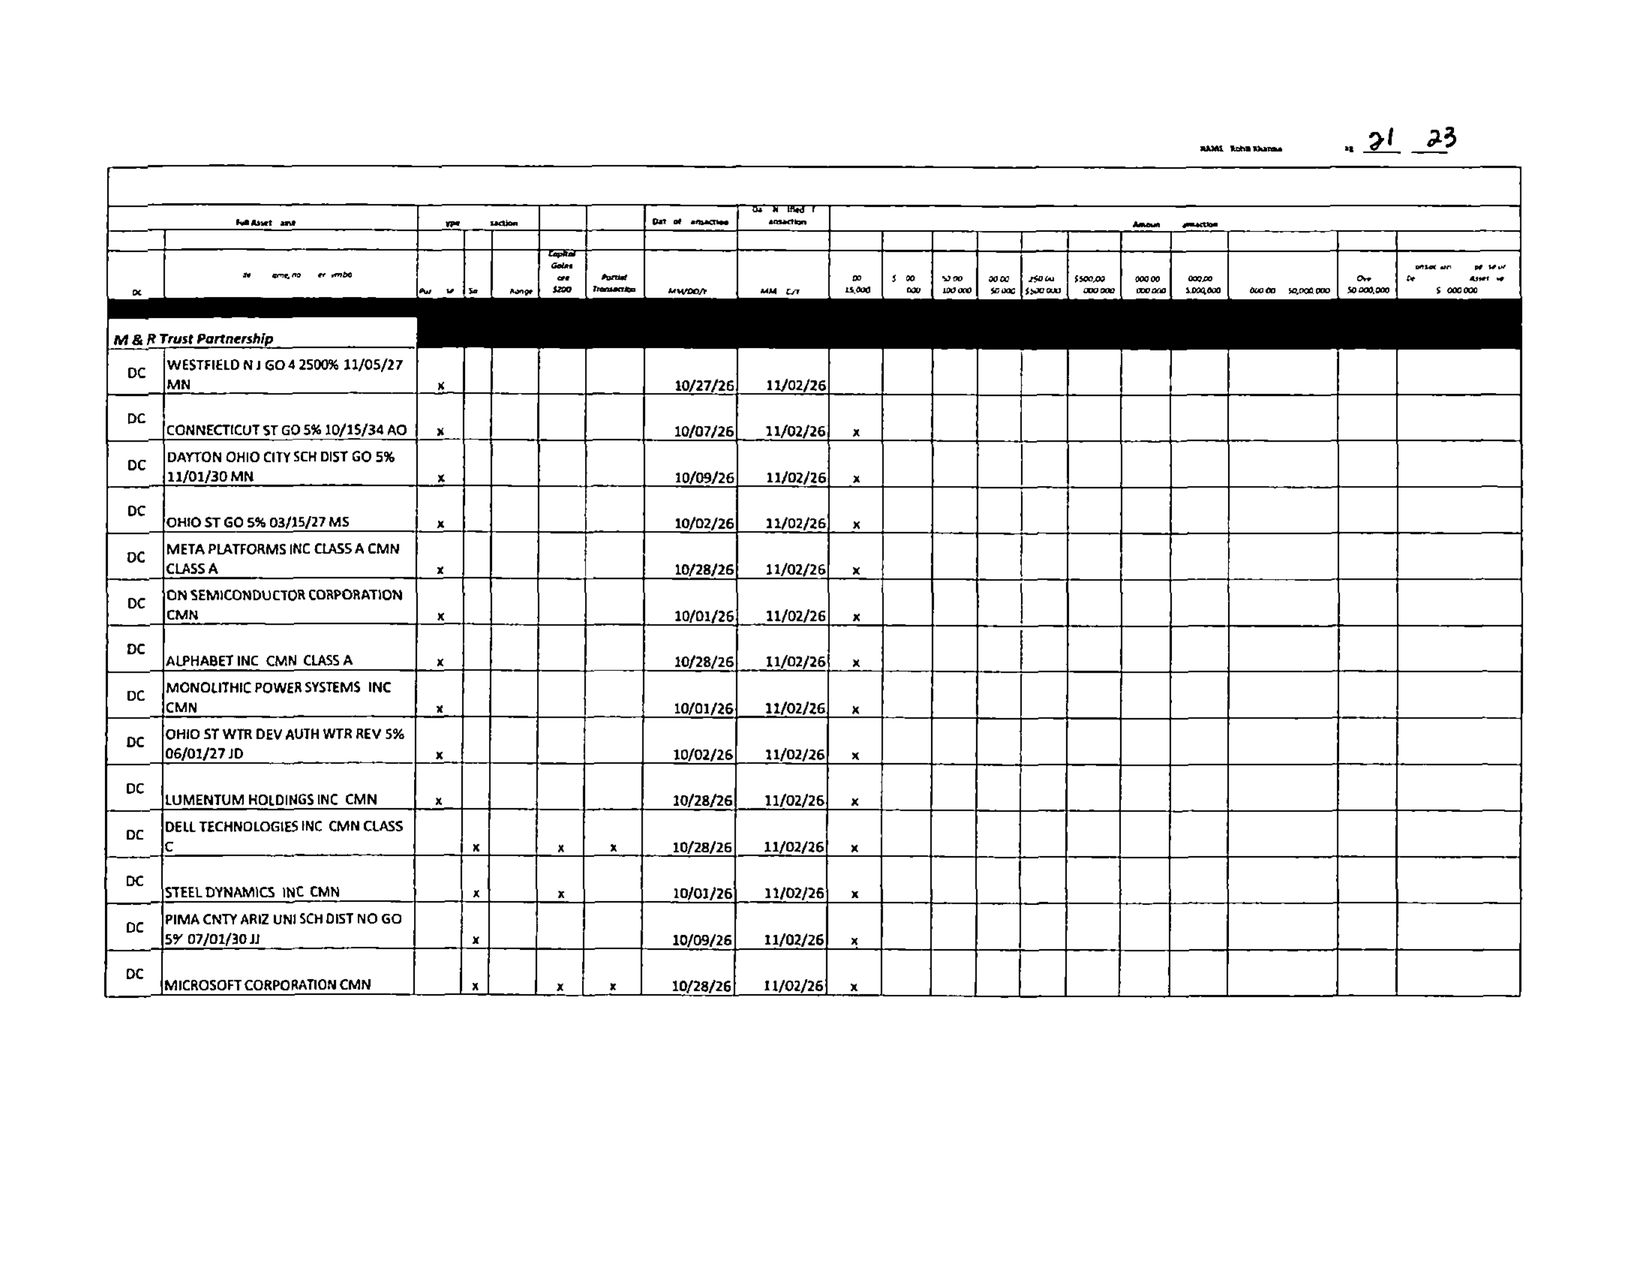 21 23
Full Asset
Capital
Gains
$200
Partial
Transaction
15,000
M & R Trust Partnership
DC WESTFIELD N J GO 4 2500% 11/05/27
MN x 10/27/26 11/02/26
DC CONNECTICUT ST GO 5% 10/15/34 AO x 10/07/26 11/02/26 x
DC DAYTON OHIO CITY SCH DIST GO 5%
11/01/30 MN x 10/09/26 11/02/26 x
DC OHIO ST GO 5% 03/15/27 MS x 10/02/26 11/02/26 x
DC META PLATFORMS INC CLASS A CMN
CLASS A x 10/28/26 11/02/26 x
DC ON SEMICONDUCTOR CORPORATION
CMN x 10/01/26 11/02/26 x
DC ALPHABET INC CMN CLASS A x 10/28/26 11/02/26 x
DC MONOLITHIC POWER SYSTEMS INC
CMN x 10/01/26 11/02/26 x
DC OHIO ST WTR DEV AUTH WTR REV 5%
06/01/27 JD x 10/02/26 11/02/26 x
DC LUMENTUM HOLDINGS INC CMN x 10/28/26 11/02/26 x
DC DELL TECHNOLOGIES INC CMN CLASS
C x x x 10/28/26 11/02/26 x
DC STEEL DYNAMICS INC CMN x x 10/01/26 11/02/26 x
DC PIMA CNTY ARIZ UNI SCH DIST NO GO
07/01/30 JJ x 10/09/26 11/02/26 x
DC MICROSOFT CORPORATION CMN x x x 10/28/26 11/02/26 x